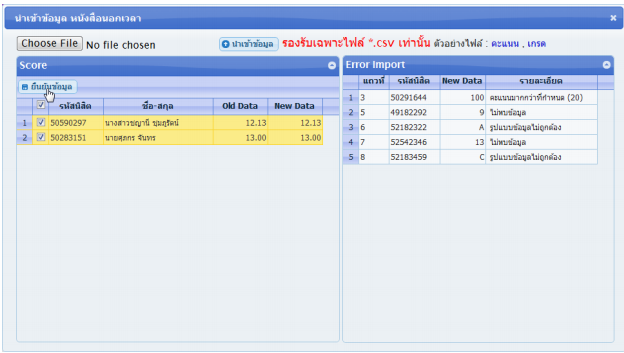 นำเข้าข้อมูล หนังสือนอกเวลา
Choose File No file chosen นำเข้าข้อมูล รองรับเฉพาะไฟล์ *.csv เท่านั้น ตัวอย่างไฟล์ : คะแนน , เกรด
Score
ยืนยันข้อมูล
รหัสนิสิต ชื่อ-สกุล Old Data New Data
1 50590297 นางสาวชญานี ชุ่มภูรัตน์ 12.13 12.13
2 50283151 นายศุภกร จันทร 13.00 13.00
Error Import
แถวที่ รหัสนิสิต New Data รายละเอียด
1 3 50291644 100 คะแนนมากกว่าที่กำหนด (20)
2 5 49182292 9 ไม่พบข้อมูล
3 6 52182322 A รูปแบบข้อมูลไม่ถูกต้อง
4 7 52542346 13 ไม่พบข้อมูล
5 8 52183459 C รูปแบบข้อมูลไม่ถูกต้อง